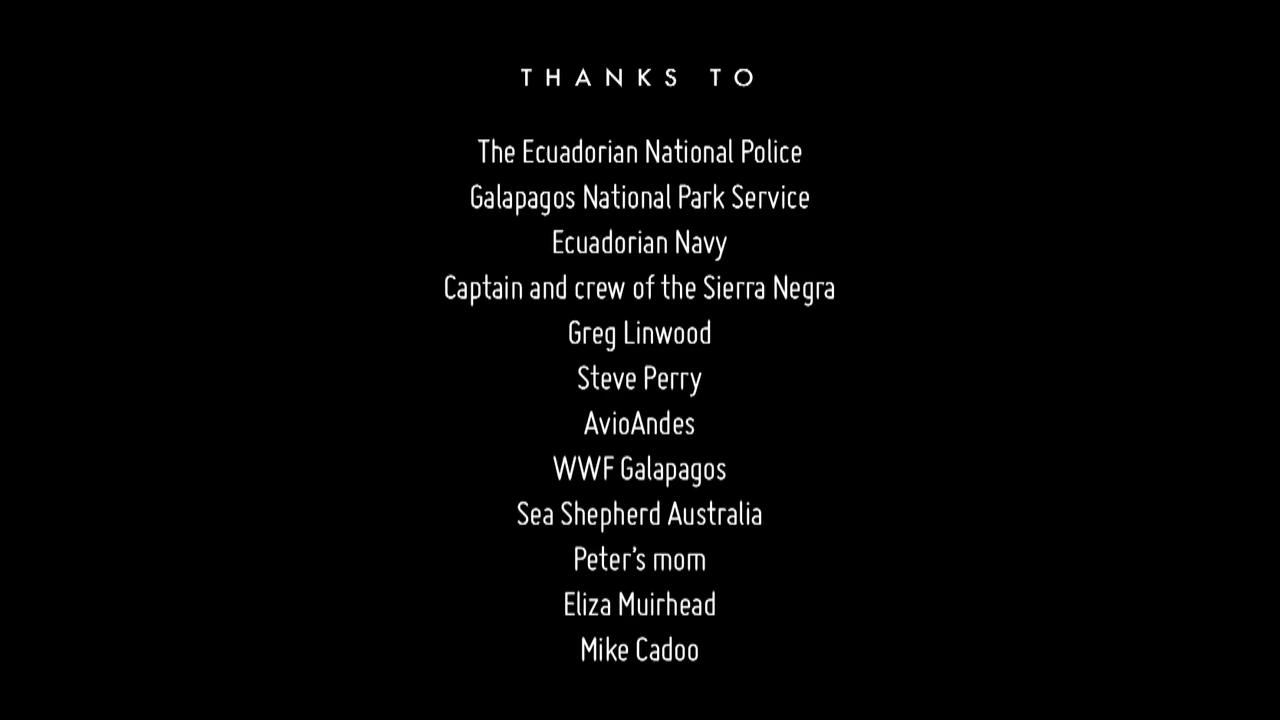 THANKS TO
The Ecuadorian National Police
Galapagos National Park Service
Ecuadorian Navy
Captain and crew of the Sierra Negra
Greg Linwood
Steve Perry
AvioAndes
WWF Galapagos
Sea Shepherd Australia
Peter's mom
Eliza Muirhead
Mike Cadoo